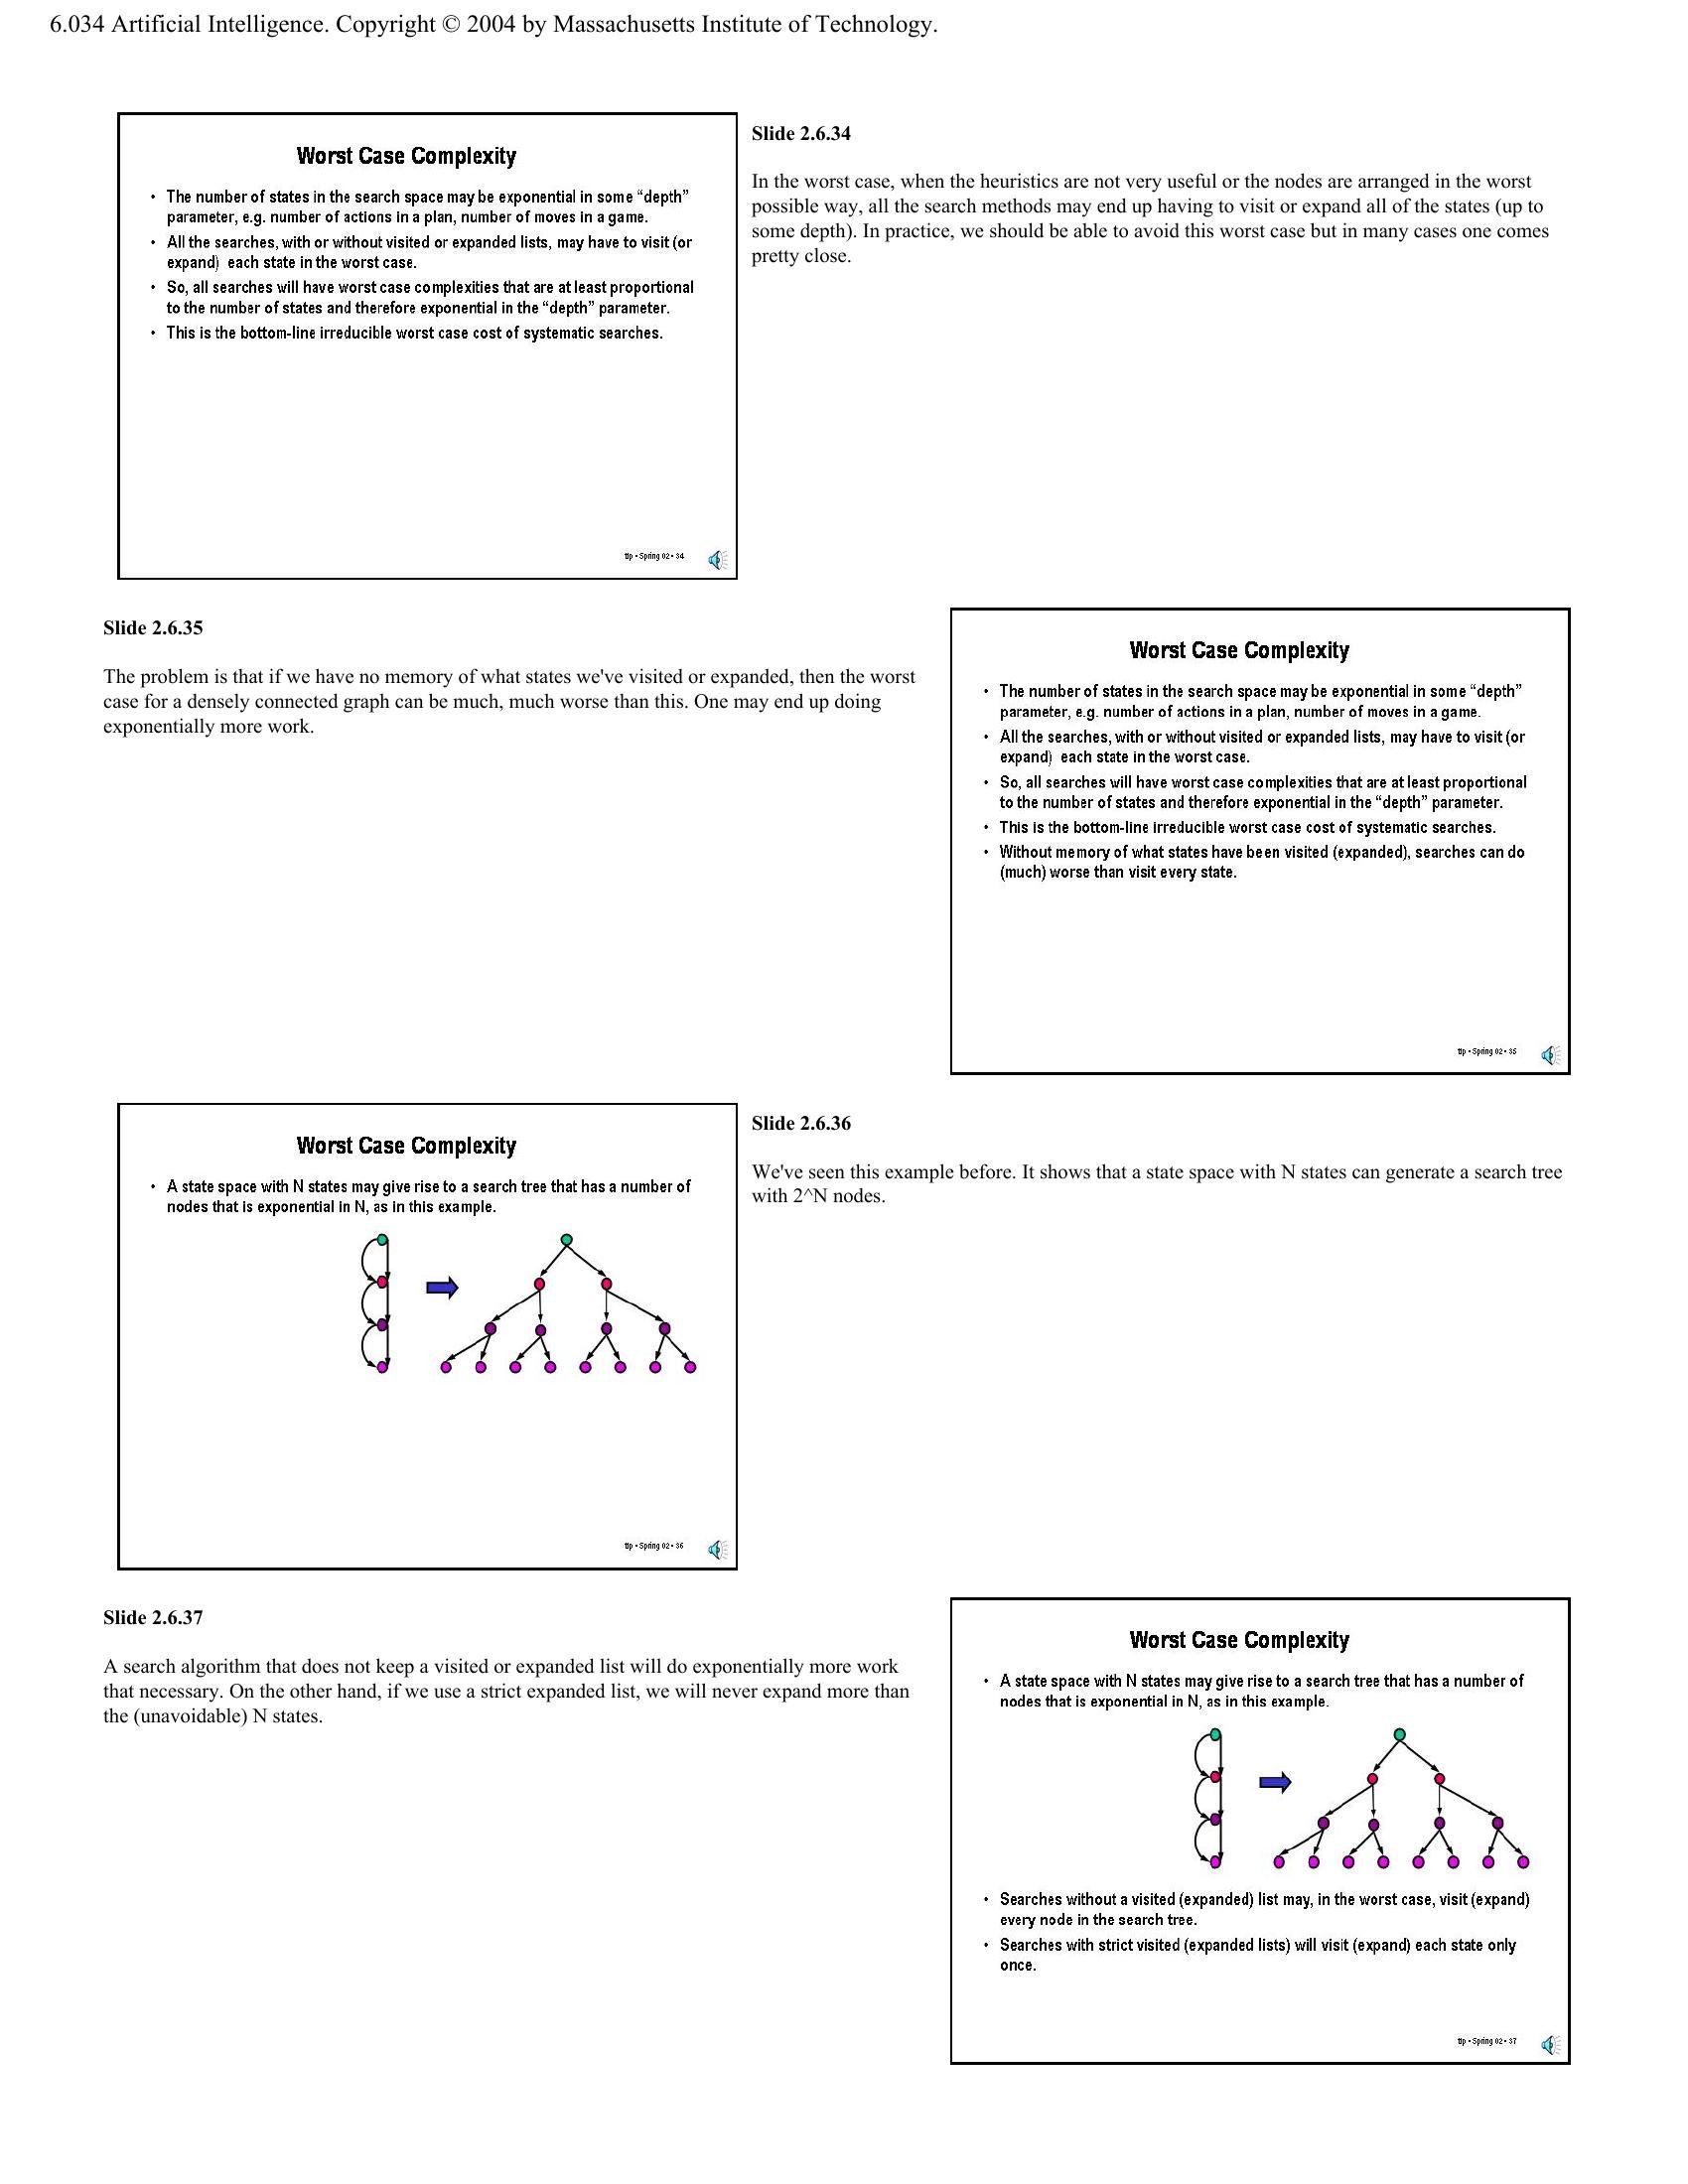 6.034 Artificial Intelligence. Copyright © 2004 by Massachusetts Institute of Technology.
Worst Case Complexity
• The number of states in the search space may be exponential in some “depth”
parameter, e.g. number of actions in a plan, number of moves in a game.
• All the searches, with or without visited or expanded lists, may have to visit (or
expand) each state in the worst case.
• So, all searches will have worst case complexities that are at least proportional
to the number of states and therefore exponential in the “depth” parameter.
• This is the bottom-line irreducible worst case cost of systematic searches.
tlp • Spring 02 • 34
Slide 2.6.34
In the worst case, when the heuristics are not very useful or the nodes are arranged in the worst
possible way, all the search methods may end up having to visit or expand all of the states (up to
some depth). In practice, we should be able to avoid this worst case but in many cases one comes
pretty close.
Slide 2.6.35
The problem is that if we have no memory of what states we've visited or expanded, then the worst
case for a densely connected graph can be much, much worse than this. One may end up doing
exponentially more work.
Worst Case Complexity
• The number of states in the search space may be exponential in some “depth”
parameter, e.g. number of actions in a plan, number of moves in a game.
• All the searches, with or without visited or expanded lists, may have to visit (or
expand) each state in the worst case.
• So, all searches will have worst case complexities that are at least proportional
to the number of states and therefore exponential in the “depth” parameter.
• This is the bottom-line irreducible worst case cost of systematic searches.
• Without memory of what states have been visited (expanded), searches can do
(much) worse than visit every state.
tlp • Spring 02 • 35
Worst Case Complexity
• A state space with N states may give rise to a search tree that has a number of
nodes that is exponential in N, as in this example.
tlp • Spring 02 • 36
Slide 2.6.36
We've seen this example before. It shows that a state space with N states can generate a search tree
with 2^N nodes.
Slide 2.6.37
A search algorithm that does not keep a visited or expanded list will do exponentially more work
that necessary. On the other hand, if we use a strict expanded list, we will never expand more than
the (unavoidable) N states.
Worst Case Complexity
• A state space with N states may give rise to a search tree that has a number of
nodes that is exponential in N, as in this example.
• Searches without a visited (expanded) list may, in the worst case, visit (expand)
every node in the search tree.
• Searches with strict visited (expanded lists) will visit (expand) each state only
once.
tlp • Spring 02 • 37